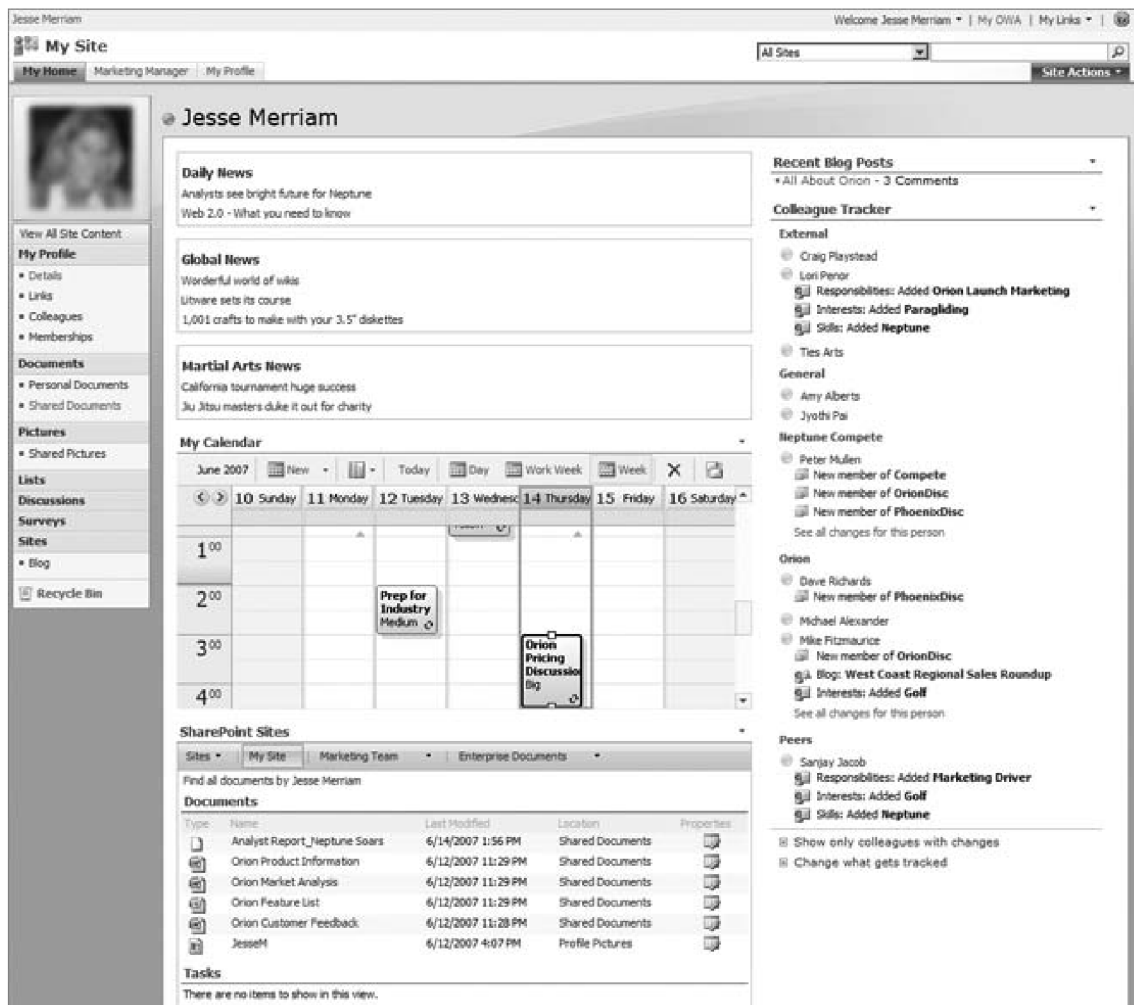 Jesse Merriam
Welcome Jesse Merriam | My OWA | My Links |
My Site
All Sites
My Home Marketing Manager My Profile
Site Actions
Jesse Merriam
View All Site Content
My Profile
Details
Links
Colleagues
Memberships
Documents
Personal Documents
Shared Documents
Pictures
Shared Pictures
Lists
Discussions
Surveys
Sites
Blog
Recycle Bin
Daily News
Analysts see bright future for Neptune
Web 2.0 - What you need to know
Global News
Worderful world of wikis
Litware sets its course
1,001 crafts to make with your 3.5" diskettes
Martial Arts News
California tournament huge success
Jiu Jitsu masters duke it out for charity
My Calendar
June 2007 New Today Day Work Week Week
10 Sunday 11 Monday 12 Tuesday 13 Wednesc 14 Thursday 15 Friday 16 Saturday
1 00
2 00
Prep for
Industry
Medium
3 00
Orion
Pricing
Discussion
Big
4 00
SharePoint Sites
Sites My Site Marketing Team Enterprise Documents
Find all documents by Jesse Merriam
Documents
Type Name Last Modified Location Properties
Analyst Report_Neptune Soars 6/14/2007 1:56 PM Shared Documents
Orion Product Information 6/12/2007 11:29 PM Shared Documents
Orion Market Analysis 6/12/2007 11:29 PM Shared Documents
Orion Feature List 6/12/2007 11:29 PM Shared Documents
Orion Customer Feedback 6/12/2007 11:28 PM Shared Documents
JesseM 6/12/2007 4:07 PM Profile Pictures
Tasks
There are no items to show in this view.
Recent Blog Posts
All About Orion - 3 Comments
Colleague Tracker
External
Craig Playstead
Lori Penor
Responsibilities: Added Orion Launch Marketing
Interests: Added Paragliding
Skills: Added Neptune
Ties Arts
General
Amy Alberts
Jyothi Pai
Neptune Compete
Peter Mullen
New member of Compete
New member of OrionDisc
New member of PhoenixDisc
See all changes for this person
Orion
Dave Richards
New member of PhoenixDisc
Michael Alexander
Mike Fitzmaurice
New member of OrionDisc
Blog: West Coast Regional Sales Roundup
Interests: Added Golf
See all changes for this person
Peers
Sanjay Jacob
Responsibilities: Added Marketing Driver
Interests: Added Golf
Skills: Added Neptune
Show only colleagues with changes
Change what gets tracked